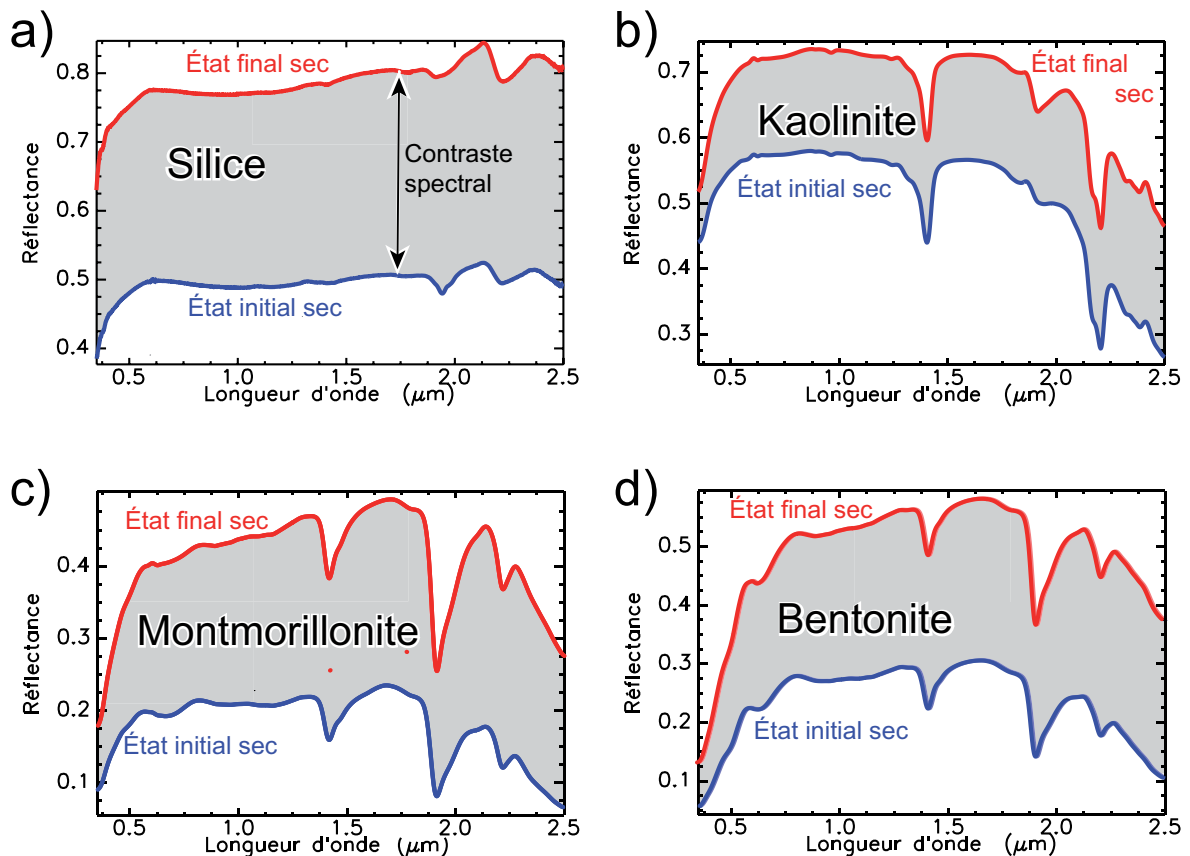 a)
État final sec
0.8
0.7
0.8
0.5
0.4
Réflectance
Silice
Contraste
spectral
État initial sec
0.5 1.0 1.5 2.0 2.5
Longueur d'onde (μm)
b)
État final
sec
0.7
0.6
0.5
0.4
0.3
Réflectance
Kaolinite
État initial sec
0.5 1.0 1.5 2.0 2.5
Longueur d'onde (μm)
c)
État final sec
0.4
0.3
0.2
0.1
Réflectance
Montmorillonite
État initial sec
0.5 1.0 1.5 2.0 2.5
Longueur d'onde (μm)
d)
État final sec
0.5
0.4
0.3
0.2
0.1
Réflectance
Bentonite
État initial sec
0.5 1.0 1.5 2.0 2.5
Longueur d'onde (μm)